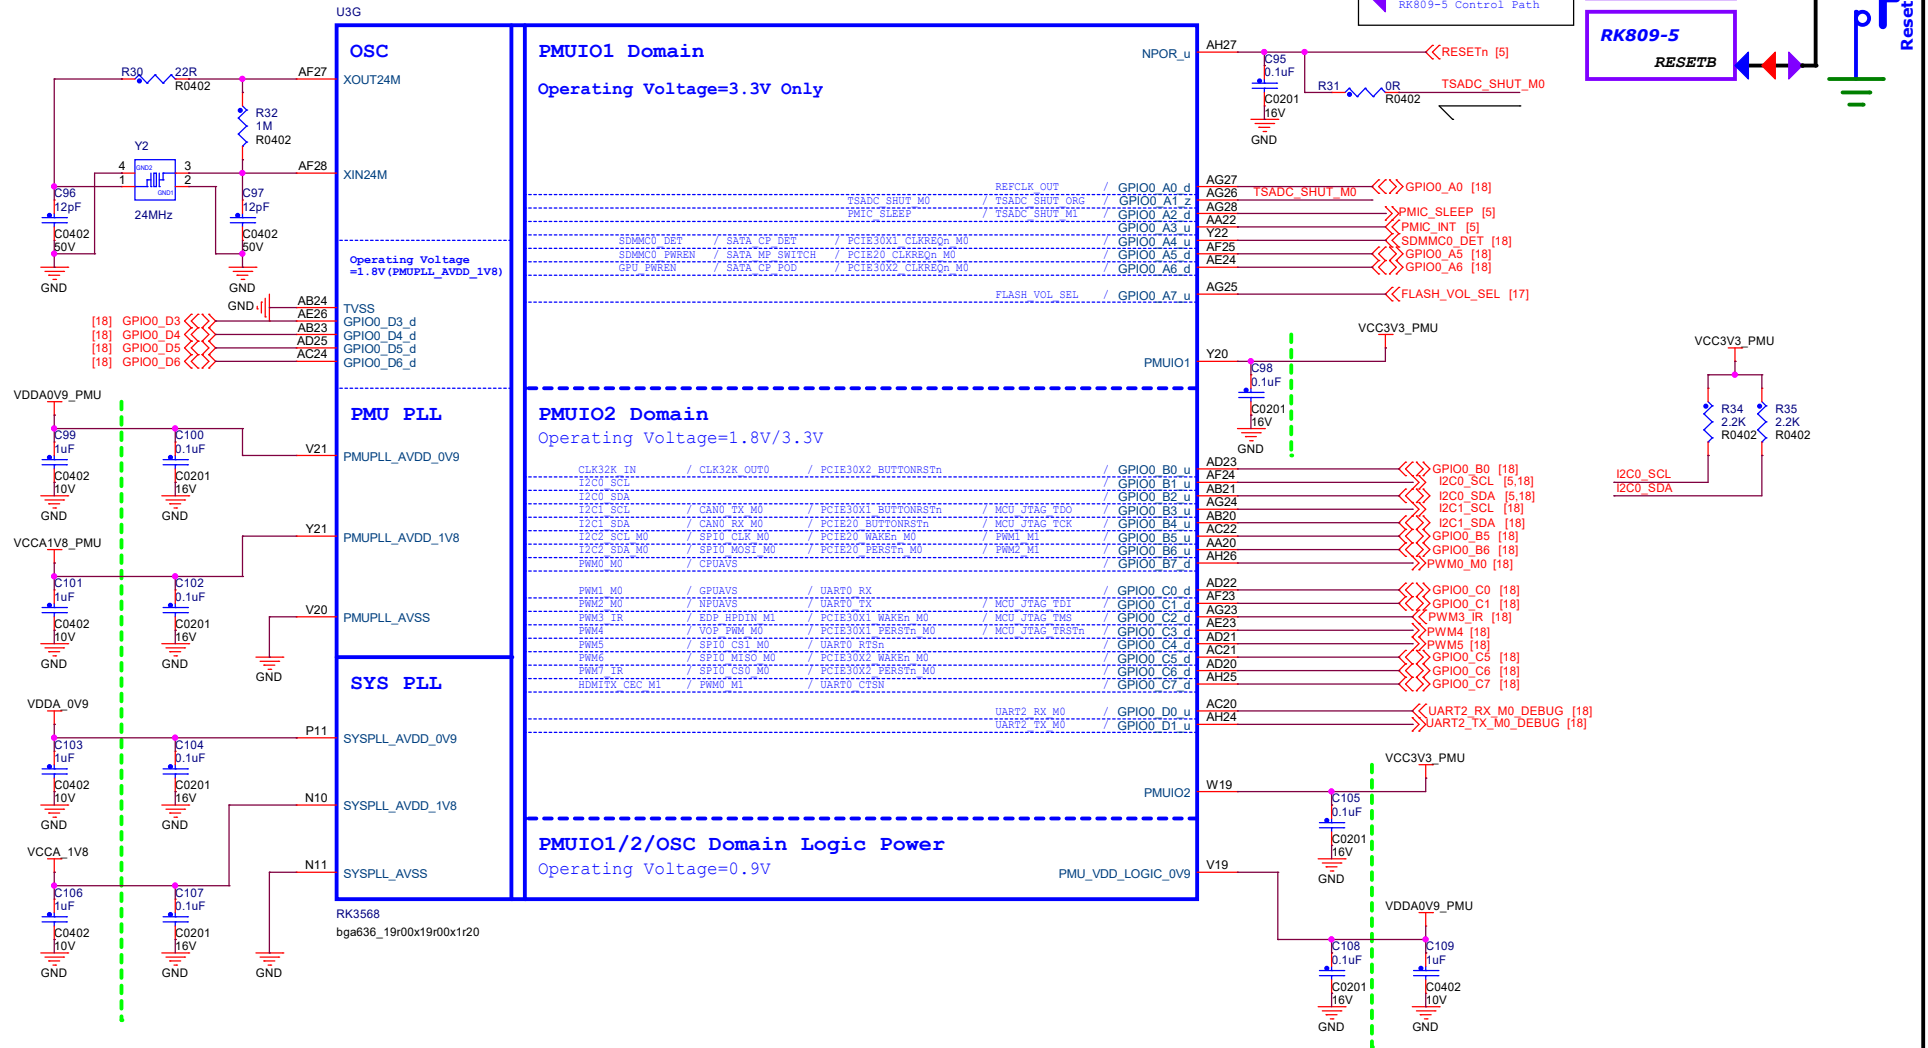 U3G
RK809-5 Control Path
RK809-5
RESETB
Reset
OSC
PMUIO1 Domain
Operating Voltage=3.3V Only
NPOR_u
AH27
RESETn [5]
C95
0.1uF
C0201
16V
GND
R31
0R
R0402
TSADC_SHUT_M0
R30
22R
R0402
AF27
XOUT24M
R32
1M
R0402
Y2
4
1
3
2
GND2
GND1
24MHz
AF28
XIN24M
C96
12pF
C0402
50V
GND
C97
12pF
C0402
50V
GND
Operating Voltage
=1.8V(PMUPLL_AVDD_1V8)
REFCLK_OUT / GPIO0_A0_d AG27 GPIO0_A0 [18]
TSADC_SHUT_M0 / TSADC_SHUT_ORG / GPIO0_A1_z AG26 TSADC_SHUT_M0
PMIC_SLEEP / TSADC_SHUT_M1 / GPIO0_A2_d AG28 PMIC_SLEEP [5]
GPIO0_A3_u AA22 PMIC_INT [5]
SDMMC0_DET / SATA_CP_DET / PCIE30X1_CLKREQn_M0 / GPIO0_A4_u Y22 SDMMC0_DET [18]
SDMMC0_PWREN / SATA_MP_SWITCH / PCIE20_CLKREQn_M0 / GPIO0_A5_d AF25 GPIO0_A5 [18]
GPU_PWREN / SATA_CP_POD / PCIE30X2_CLKREQn_M0 / GPIO0_A6_d AE24 GPIO0_A6 [18]
FLASH_VOL_SEL / GPIO0_A7_u AG25 FLASH_VOL_SEL [17]
GND AB24 TVSS
[18] GPIO0_D3 AE26 GPIO0_D3_d
[18] GPIO0_D4 AB23 GPIO0_D4_d
[18] GPIO0_D5 AD25 GPIO0_D5_d
[18] GPIO0_D6 AC24 GPIO0_D6_d
PMUIO1 Y20
VCC3V3_PMU
C98
0.1uF
C0201
16V
GND
VCC3V3_PMU
R34
2.2K
R0402
R35
2.2K
R0402
I2C0_SCL
I2C0_SDA
VDDA0V9_PMU
C99
1uF
C0402
10V
GND
C100
0.1uF
C0201
16V
GND
PMU PLL
V21
PMUPLL_AVDD_0V9
VCCA1V8_PMU
Y21
PMUPLL_AVDD_1V8
C101
1uF
C0402
10V
GND
C102
0.1uF
C0201
16V
GND
V20
PMUPLL_AVSS
GND
PMUIO2 Domain
Operating Voltage=1.8V/3.3V
CLK32K_IN / CLK32K_OUT0 / PCIE30X2_BUTTONRSTn / GPIO0_B0_u AD23 GPIO0_B0 [18]
I2C0_SCL / GPIO0_B1_u AF24 I2C0_SCL [5,18]
I2C0_SDA / GPIO0_B2_u AB21 I2C0_SDA [5,18]
I2C1_SCL / CAN0_TX_M0 / PCIE30X1_BUTTONRSTn / MCU_JTAG_TDO / GPIO0_B3_u AG24 I2C1_SCL [18]
I2C1_SDA / CAN0_RX_M0 / PCIE20_BUTTONRSTn / MCU_JTAG_TCK / GPIO0_B4_u AB20 I2C1_SDA [18]
I2C2_SCL_M0 / SPI0_CLK_M0 / PCIE20_WAKEn_M0 / PWM1_M1 / GPIO0_B5_u AC22 GPIO0_B5 [18]
I2C2_SDA_M0 / SPI0_MOSI_M0 / PCIE20_PERSTn_M0 / PWM2_M1 / GPIO0_B6_u AA20 GPIO0_B6 [18]
PWM0_M0 / CPUAVS / GPIO0_B7_d AH26 PWM0_M0 [18]
PWM1_M0 / GPUAVS / UART0_RX / GPIO0_C0_d AD22 GPIO0_C0 [18]
PWM2_M0 / NPUAVS / UART0_TX / MCU_JTAG_TDI / GPIO0_C1_d AF23 GPIO0_C1 [18]
PWM3_IR / EDP_HPDIN_M1 / PCIE30X1_WAKEn_M0 / MCU_JTAG_TMS / GPIO0_C2_d AG23 PWM3_IR [18]
PWM4 / VOP_PWM_M0 / PCIE30X1_PERSTn_M0 / MCU_JTAG_TRSTn / GPIO0_C3_d AE23 PWM4 [18]
PWM5 / SPI0_CS1_M0 / UART0_RTSn / GPIO0_C4_d AD21 PWM5 [18]
PWM6 / SPI0_MISO_M0 / PCIE30X2_WAKEn_M0 / GPIO0_C5_d AC21 GPIO0_C5 [18]
PWM7_IR / SPI0_CS0_M0 / PCIE30X2_PERSTn_M0 / GPIO0_C6_d AD20 GPIO0_C6 [18]
HDMITX_CEC_M1 / PWM0_M1 / UART0_CTSN / GPIO0_C7_d AH25 GPIO0_C7 [18]
UART2_RX_M0 / GPIO0_D0_u AC20 UART2_RX_M0_DEBUG [18]
UART2_TX_M0 / GPIO0_D1_u AH24 UART2_TX_M0_DEBUG [18]
SYS PLL
VDDA_0V9
P11
SYSPLL_AVDD_0V9
C103
1uF
C0402
10V
GND
C104
0.1uF
C0201
16V
GND
N10
SYSPLL_AVDD_1V8
VCCA_1V8
C106
1uF
C0402
10V
GND
C107
0.1uF
C0201
16V
GND
N11
SYSPLL_AVSS
GND
PMUIO2 W19
VCC3V3_PMU
C105
0.1uF
C0201
16V
GND
PMUIO1/2/OSC Domain Logic Power
Operating Voltage=0.9V
PMU_VDD_LOGIC_0V9 V19
VDDA0V9_PMU
C108
0.1uF
C0201
16V
GND
C109
1uF
C0402
10V
GND
RK3568
bga636_19r00x19r00x1r20